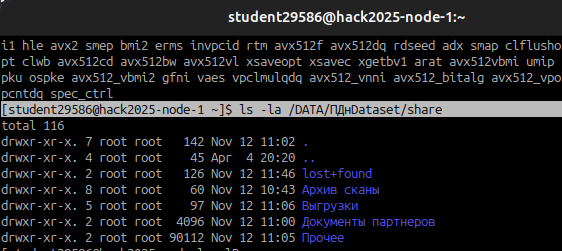 student29586@hack2025-node-1:~
i1 hle avx2 smep bmi2 erms invpcid rtm avx512f avx512dq rdseed adx smap clflusho
pt clwb avx512cd avx512bw avx512vl xsaveopt xsavec xgetbv1 arat avx512vbmi umip
pku ospke avx512_vbmi2 gfni vaes vpclmulqdq avx512_vnni avx512_bitalg avx512_vpo
pcntdq spec_ctrl
[student29586@hack2025-node-1 ~]$ ls -la /DATA/ПДнDataset/share
total 116
drwxr-xr-x. 7 root root   142 Nov 12 11:02 .
drwxr-xr-x. 4 root root    45 Apr  4 20:20 ..
drwxr-xr-x. 2 root root   126 Nov 12 11:46 lost+found
drwxr-xr-x. 8 root root    60 Nov 12 10:43 Архив сканы
drwxr-xr-x. 5 root root    97 Nov 12 11:06 Выгрузки
drwxr-xr-x. 2 root root  4096 Nov 12 11:00 Документы партнеров
drwxr-xr-x. 2 root root 90112 Nov 12 11:05 Прочее